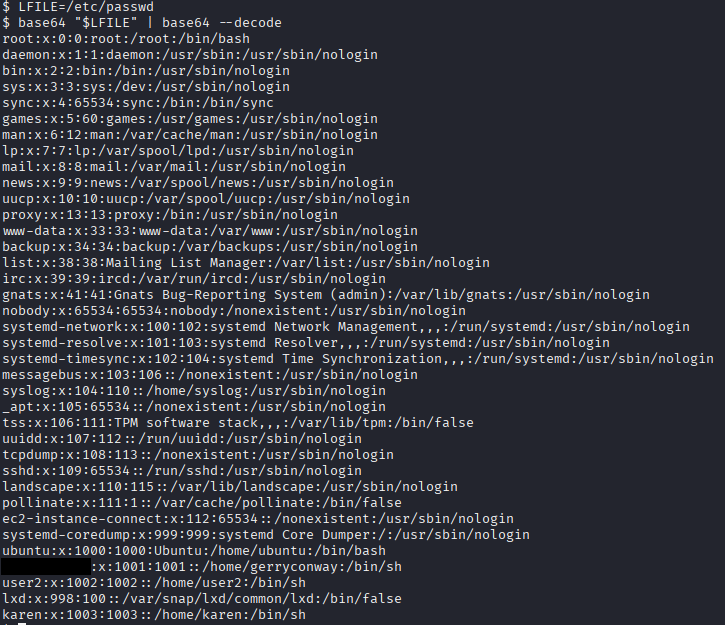 $ LFILE=/etc/passwd
$ base64 "$LFILE" | base64 --decode
root:x:0:0:root:/root:/bin/bash
daemon:x:1:1:daemon:/usr/sbin:/usr/sbin/nologin
bin:x:2:2:bin:/bin:/usr/sbin/nologin
sys:x:3:3:sys:/dev:/usr/sbin/nologin
sync:x:4:65534:sync:/bin:/bin/sync
games:x:5:60:games:/usr/games:/usr/sbin/nologin
man:x:6:12:man:/var/cache/man:/usr/sbin/nologin
lp:x:7:7:lp:/var/spool/lpd:/usr/sbin/nologin
mail:x:8:8:mail:/var/mail:/usr/sbin/nologin
news:x:9:9:news:/var/spool/news:/usr/sbin/nologin
uucp:x:10:10:uucp:/var/spool/uucp:/usr/sbin/nologin
proxy:x:13:13:proxy:/bin:/usr/sbin/nologin
www-data:x:33:33:www-data:/var/www:/usr/sbin/nologin
backup:x:34:34:backup:/var/backups:/usr/sbin/nologin
list:x:38:38:Mailing List Manager:/var/list:/usr/sbin/nologin
irc:x:39:39:ircd:/var/run/ircd:/usr/sbin/nologin
gnats:x:41:41:Gnats Bug-Reporting System (admin):/var/lib/gnats:/usr/sbin/nologin
nobody:x:65534:65534:nobody:/nonexistent:/usr/sbin/nologin
systemd-network:x:100:102:systemd Network Management,,,:/run/systemd:/usr/sbin/nologin
systemd-resolve:x:101:103:systemd Resolver,,,:/run/systemd:/usr/sbin/nologin
systemd-timesync:x:102:104:systemd Time Synchronization,,,:/run/systemd:/usr/sbin/nologin
messagebus:x:103:106::/nonexistent:/usr/sbin/nologin
syslog:x:104:110::/home/syslog:/usr/sbin/nologin
_apt:x:105:65534::/nonexistent:/usr/sbin/nologin
tss:x:106:111:TPM software stack,,,:/var/lib/tpm:/bin/false
uuidd:x:107:112::/run/uuidd:/usr/sbin/nologin
tcpdump:x:108:113::/nonexistent:/usr/sbin/nologin
sshd:x:109:65534::/run/sshd:/usr/sbin/nologin
landscape:x:110:115::/var/lib/landscape:/usr/sbin/nologin
pollinate:x:111:1::/var/cache/pollinate:/bin/false
ec2-instance-connect:x:112:65534::/nonexistent:/usr/sbin/nologin
systemd-coredump:x:999:999:systemd Core Dumper:/:/usr/sbin/nologin
ubuntu:x:1000:1000:Ubuntu:/home/ubuntu:/bin/bash
:x:1001:1001::/home/gerryconway:/bin/sh
user2:x:1002:1002::/home/user2:/bin/sh
lxd:x:998:100::/var/snap/lxd/common/lxd:/bin/false
karen:x:1003:1003::/home/karen:/bin/sh